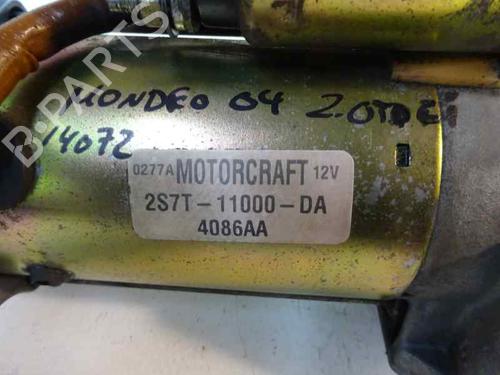 B-PARTS
MONDEO 04 2.0TDCi
14072
0277A MOTORCRAFT 12V
2S7T-11000-DA
4086AA